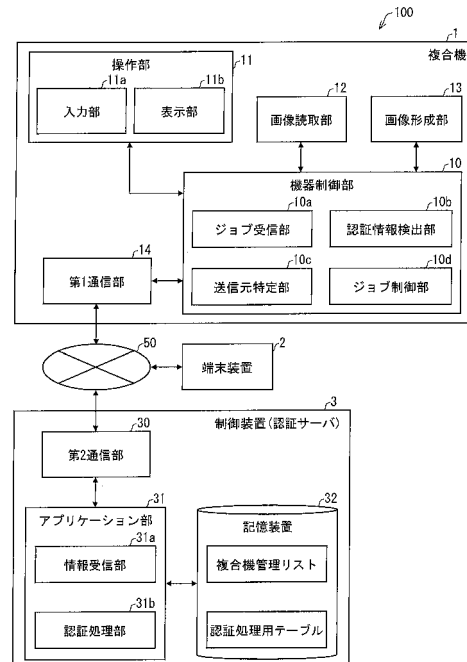 100
1
複合機
操作部
11
11a
入力部
11b
表示部
12
画像読取部
13
画像形成部
10
機器制御部
10a
ジョブ受信部
10b
認証情報検出部
10c
送信元特定部
10d
ジョブ制御部
14
第1通信部
50
2
端末装置
3
制御装置(認証サーバ)
30
第2通信部
31
アプリケーション部
31a
情報受信部
31b
認証処理部
32
記憶装置
複合機管理リスト
認証処理用テーブル